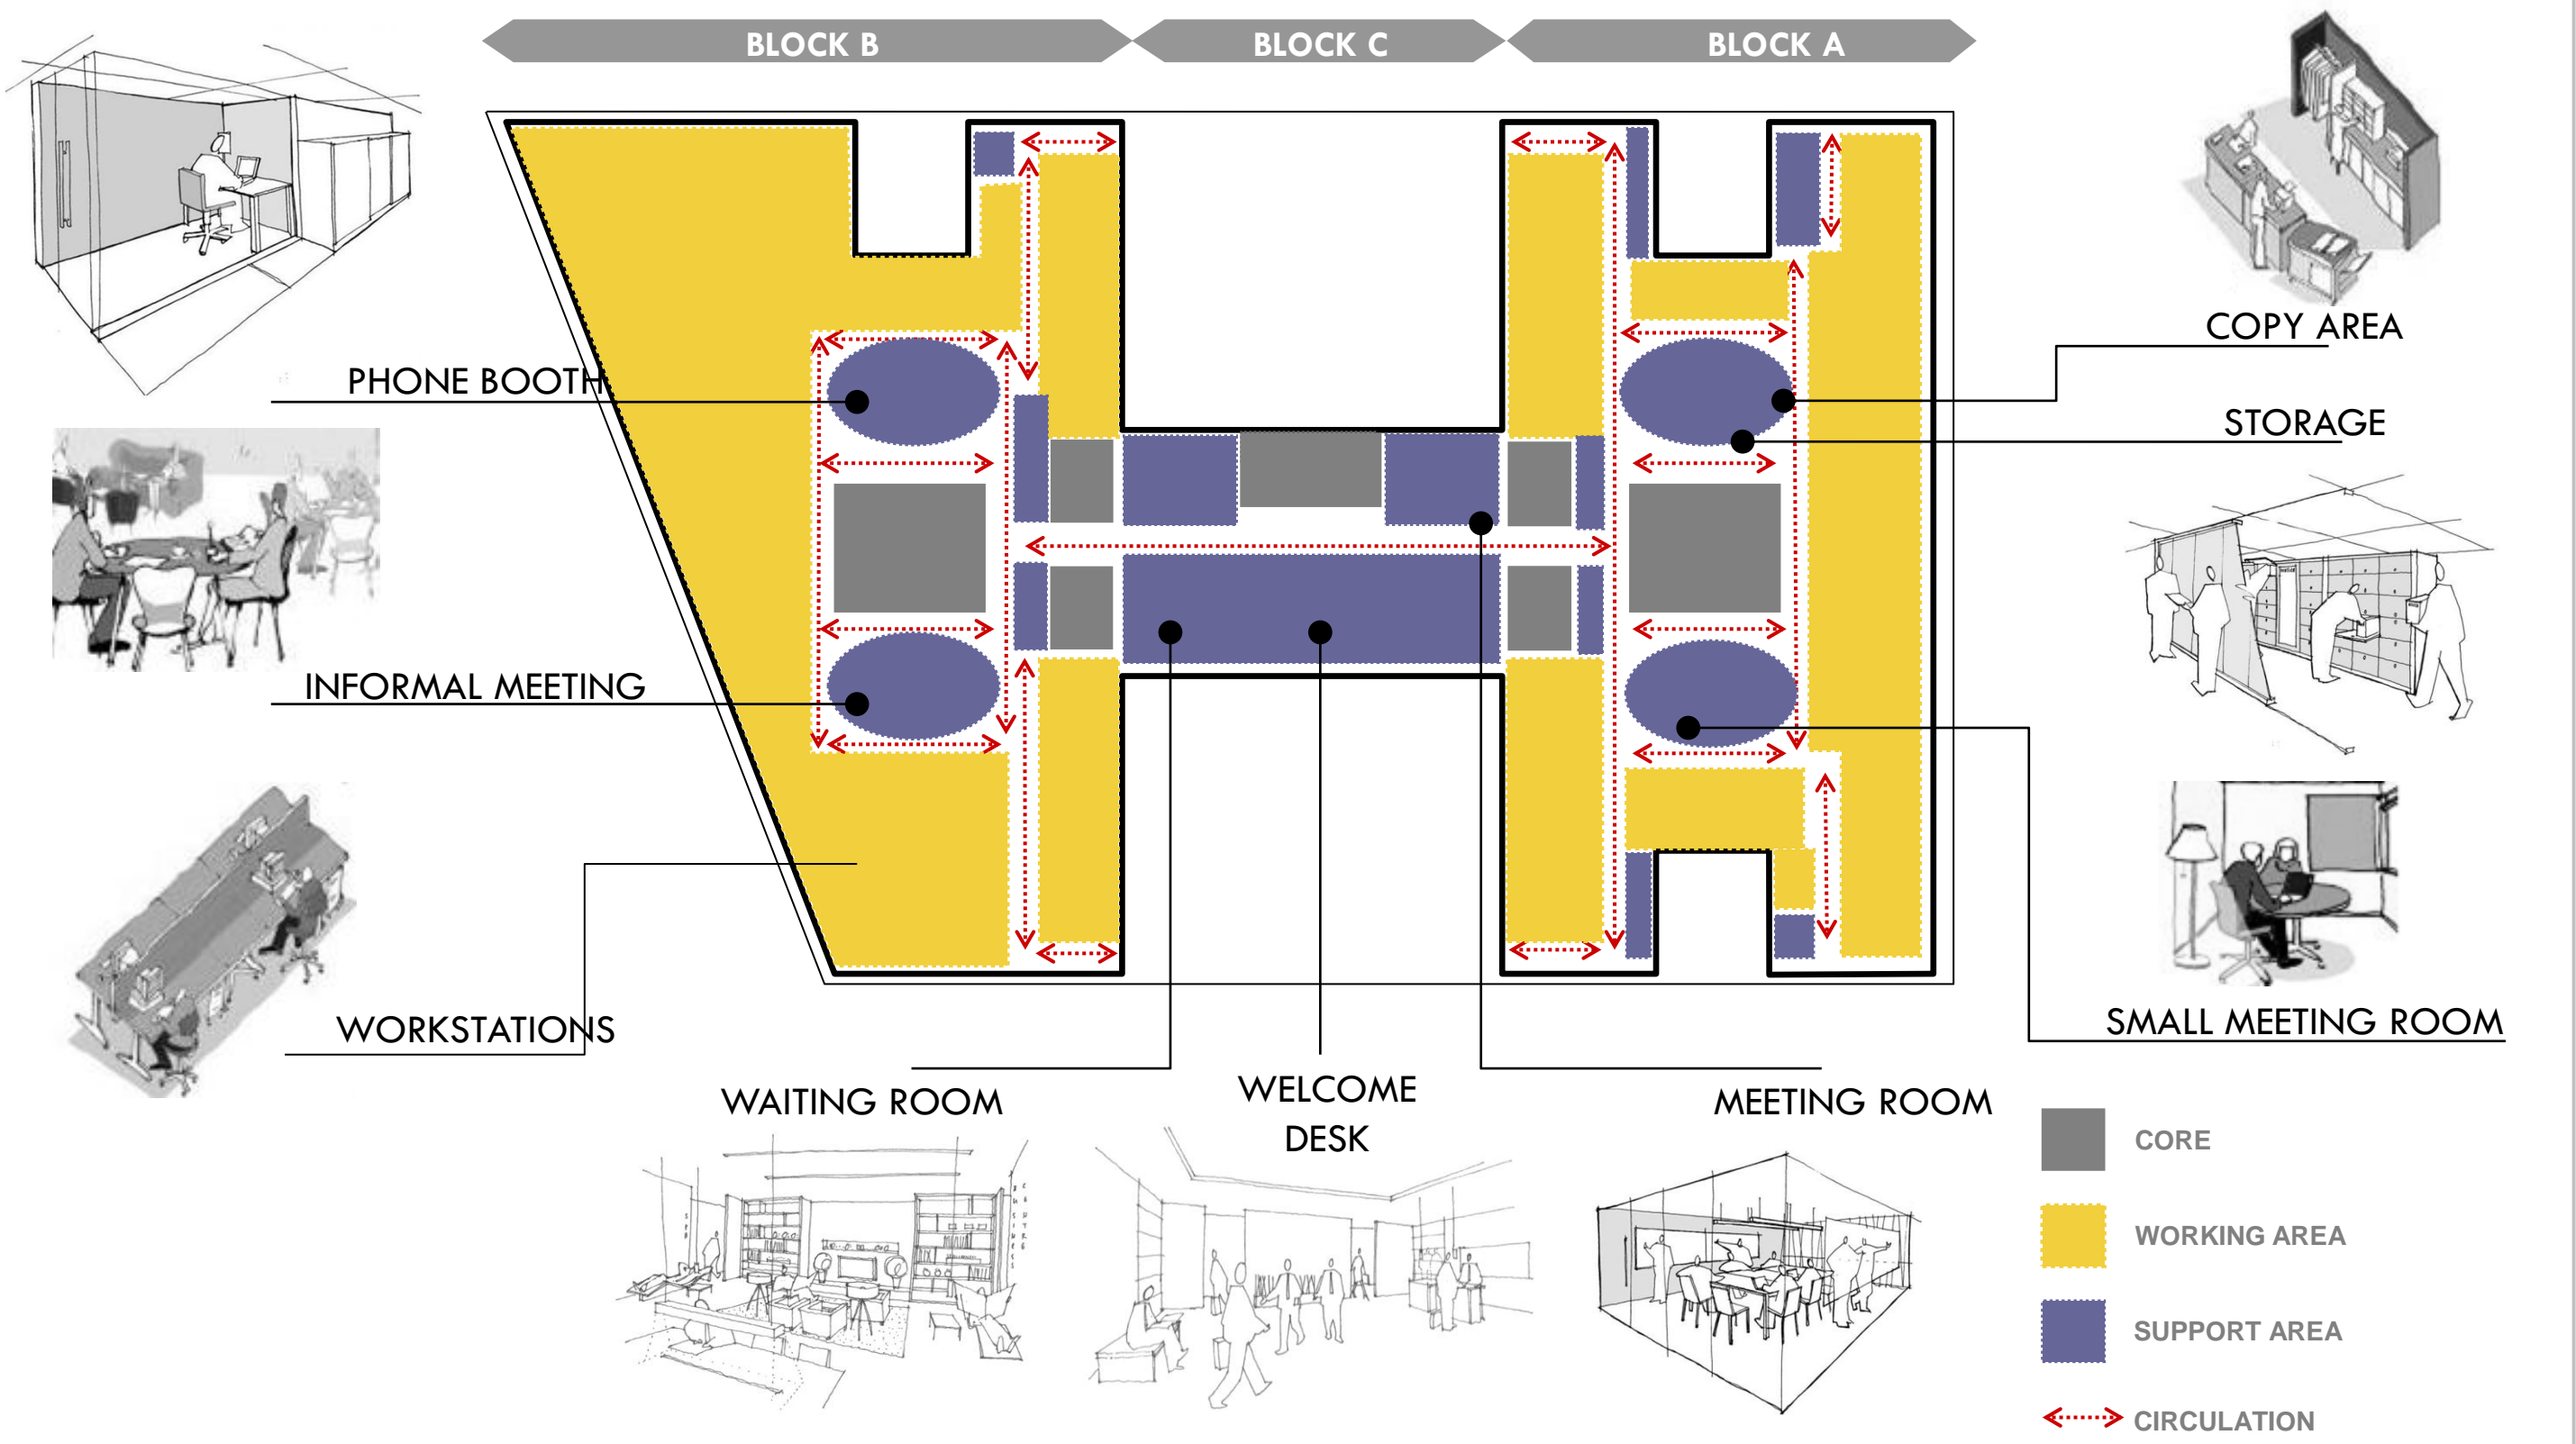 BLOCK B
BLOCK C
BLOCK A
COPY AREA
PHONE BOOTH
STORAGE
INFORMAL MEETING
WORKSTATIONS
SMALL MEETING ROOM
WAITING ROOM
WELCOME
DESK
MEETING ROOM
CORE
WORKING AREA
SUPPORT AREA
CIRCULATION